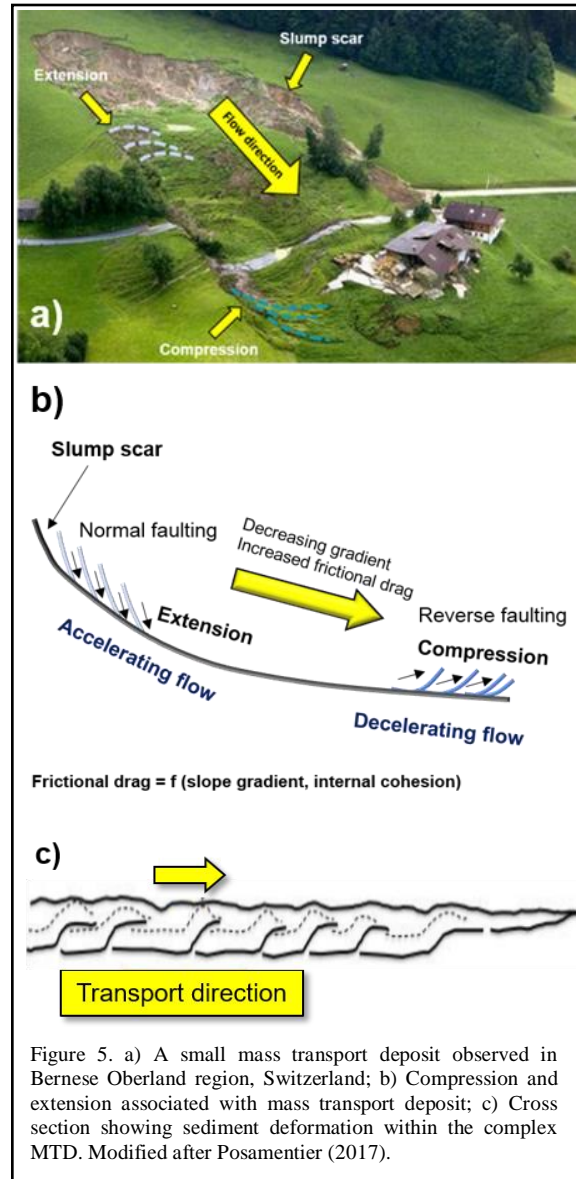 Slump scar
Extension
Flow direction
a)
Compression
b)
Slump scar
Normal faulting
Decreasing gradient
Increased frictional drag
Reverse faulting
Extension
Compression
Accelerating flow
Decelerating flow
Frictional drag = f (slope gradient, internal cohesion)
c)
Transport direction
Figure 5. a) A small mass transport deposit observed in
Bernese Oberland region, Switzerland; b) Compression and
extension associated with mass transport deposit; c) Cross
section showing sediment deformation within the complex
MTD. Modified after Posamentier (2017).